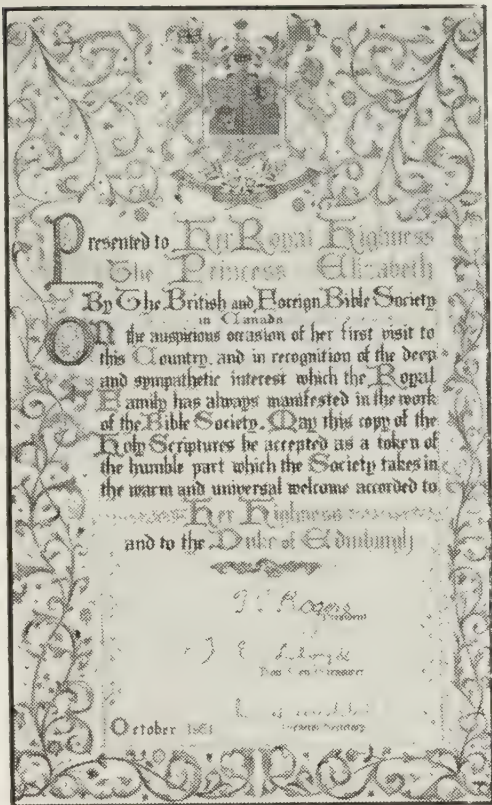 Presented to Her Royal Highness
The Princess Elizabeth
By The British and Foreign Bible Society
in Canada
On the auspicious occasion of her first visit to
this Country, and in recognition of the deep
and sympathetic interest which the Royal
Family has always manifested in the work
of the Bible Society. May this copy of the
Holy Scriptures be accepted as a token of
the humble part which the Society takes in
the warm and universal welcome accorded to
Her Highness
and to the Duke of Edinburgh
Rogers
President
J E
October 1951
Secretary